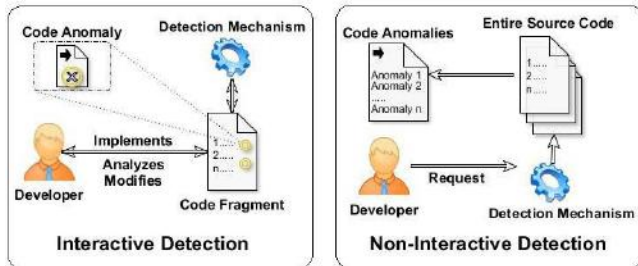 Code Anomaly
Detection Mechanism
Implements
Analyzes
Modifies
1.....
2.....
n.....
Developer
Code Fragment
Interactive Detection
Code Anomalies
Entire Source Code
Anomaly 1
Anomaly 2
.....
Anomaly n
1.....
2.....
n.....
Request
Developer
Detection Mechanism
Non-Interactive Detection